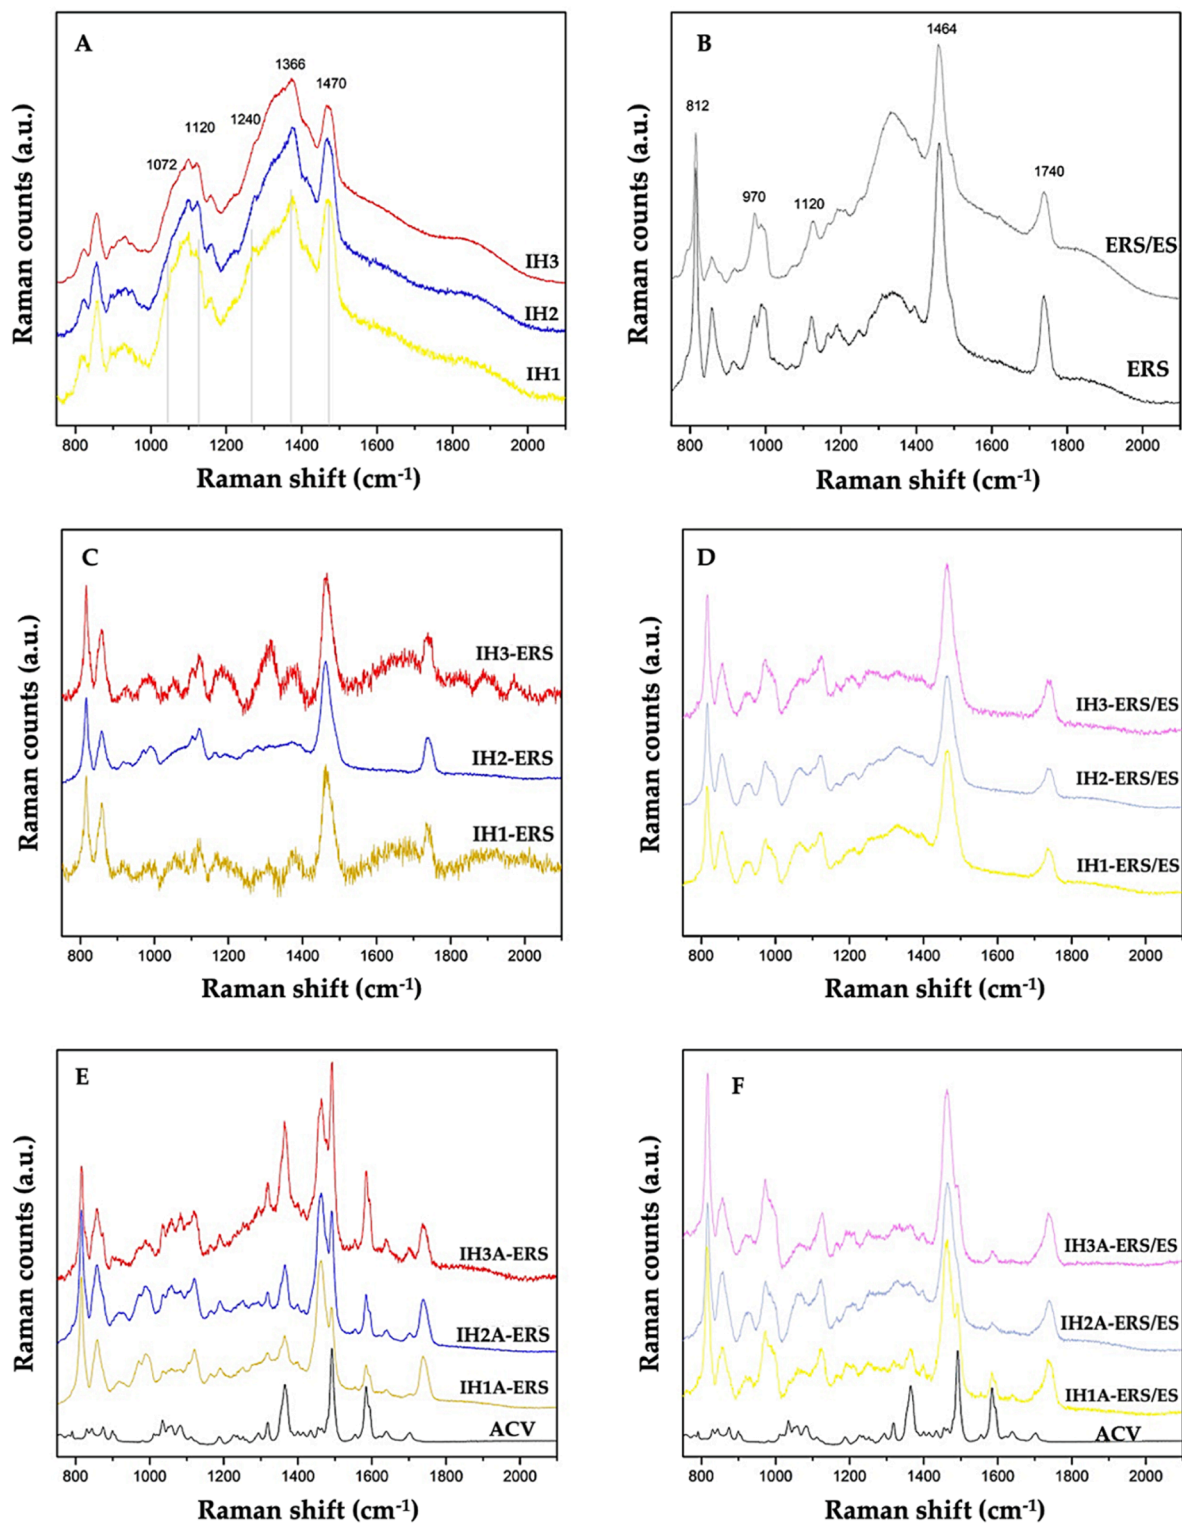 A
1366
1470
1240
1120
1072
IH3
IH2
IH1
800 1000 1200 1400 1600 1800 2000
Raman shift (cm-1)
Raman counts (a.u.)
B
1464
812
970
1120
1740
ERS/ES
ERS
800 1000 1200 1400 1600 1800 2000
Raman shift (cm-1)
Raman counts (a.u.)
C
IH3-ERS
IH2-ERS
IH1-ERS
800 1000 1200 1400 1600 1800 2000
Raman shift (cm-1)
Raman counts (a.u.)
D
IH3-ERS/ES
IH2-ERS/ES
IH1-ERS/ES
800 1000 1200 1400 1600 1800 2000
Raman shift (cm-1)
Raman counts (a.u.)
E
IH3A-ERS
IH2A-ERS
IH1A-ERS
ACV
800 1000 1200 1400 1600 1800 2000
Raman shift (cm-1)
Raman counts (a.u.)
F
IH3A-ERS/ES
IH2A-ERS/ES
IH1A-ERS/ES
ACV
800 1000 1200 1400 1600 1800 2000
Raman shift (cm-1)
Raman counts (a.u.)